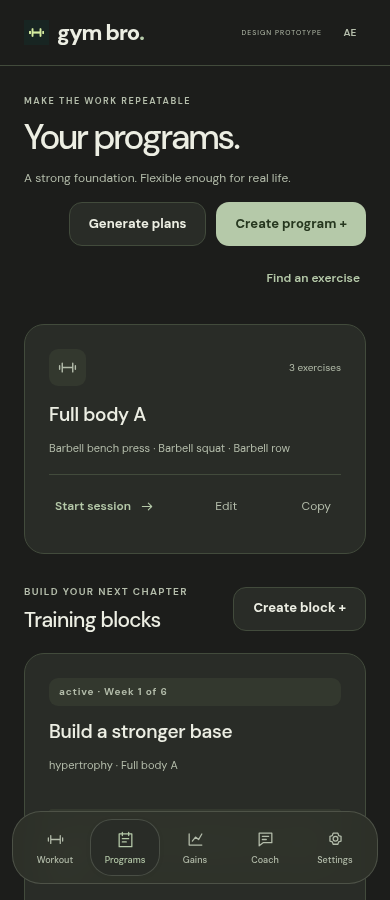 gym bro.
DESIGN PROTOTYPE
AE
MAKE THE WORK REPEATABLE
Your programs.
A strong foundation. Flexible enough for real life.
Generate plans
Create program +
Find an exercise
3 exercises
Full body A
Barbell bench press · Barbell squat · Barbell row
Start session →
Edit
Copy
BUILD YOUR NEXT CHAPTER
Training blocks
Create block +
active · Week 1 of 6
Build a stronger base
hypertrophy · Full body A
Workout
Programs
Gains
Coach
Settings